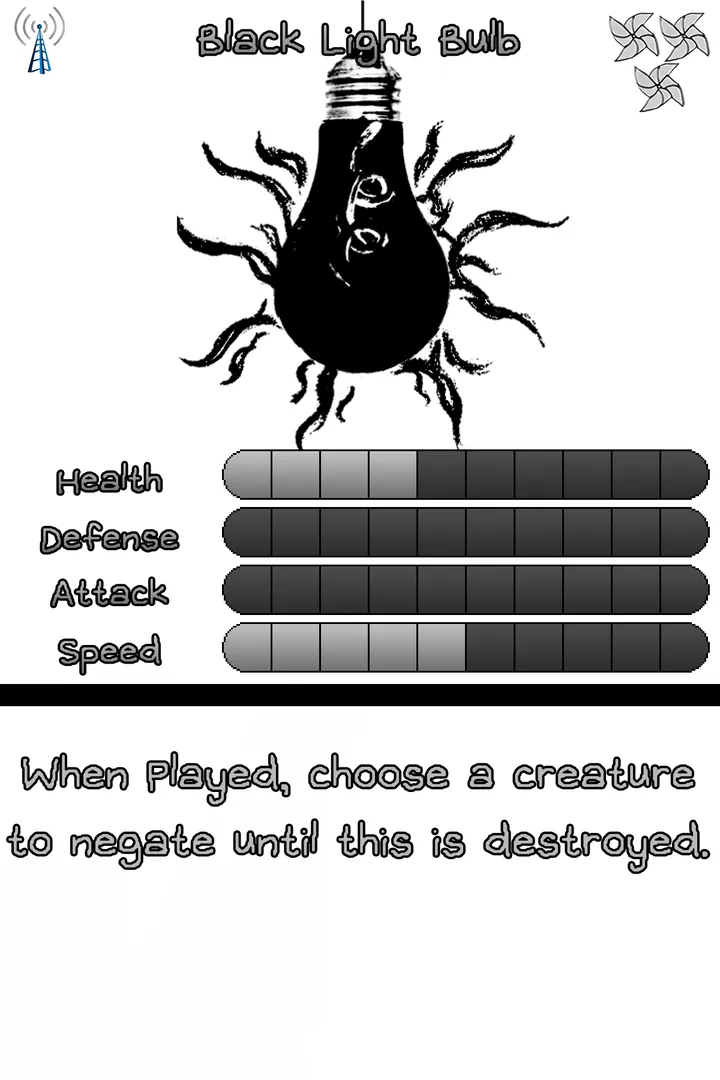 Black Light Bulb
Health
Defense
Attack
Speed
When Played, choose a creature
to negate until this is destroyed.